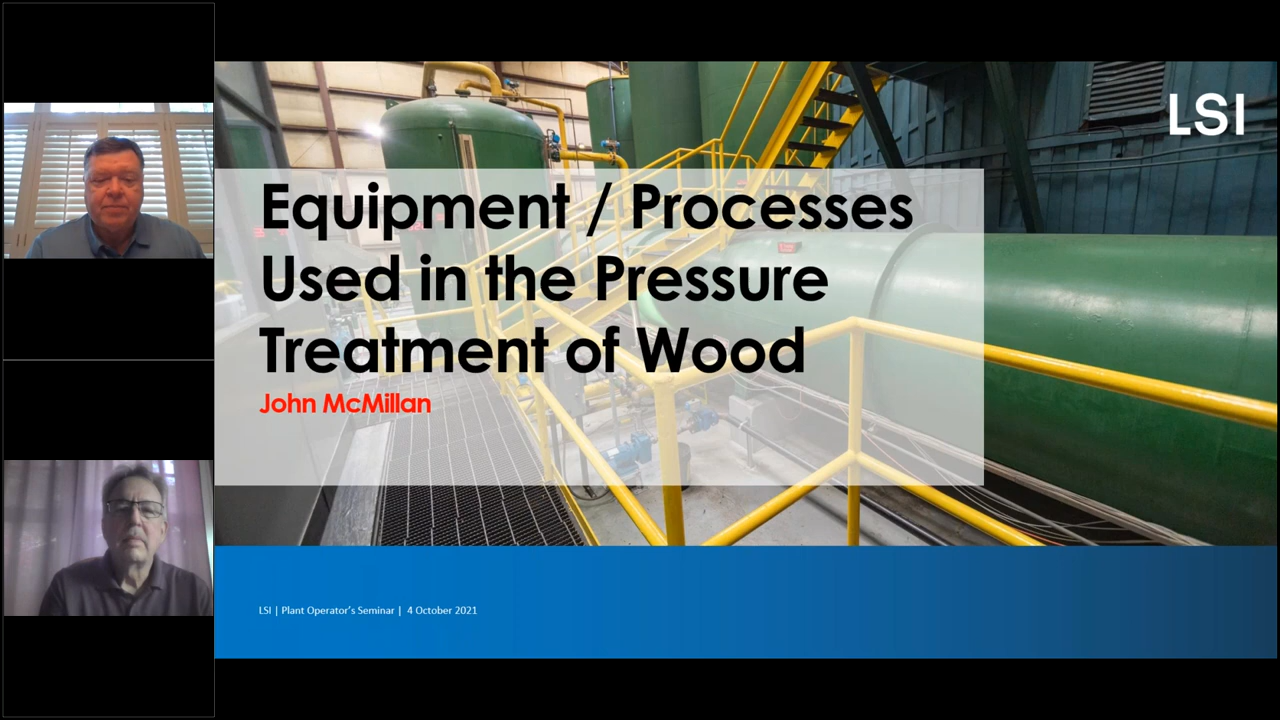 LSI
Equipment / Processes
Used in the Pressure
Treatment of Wood
John McMillan
LSI | Plant Operator's Seminar | 4 October 2021